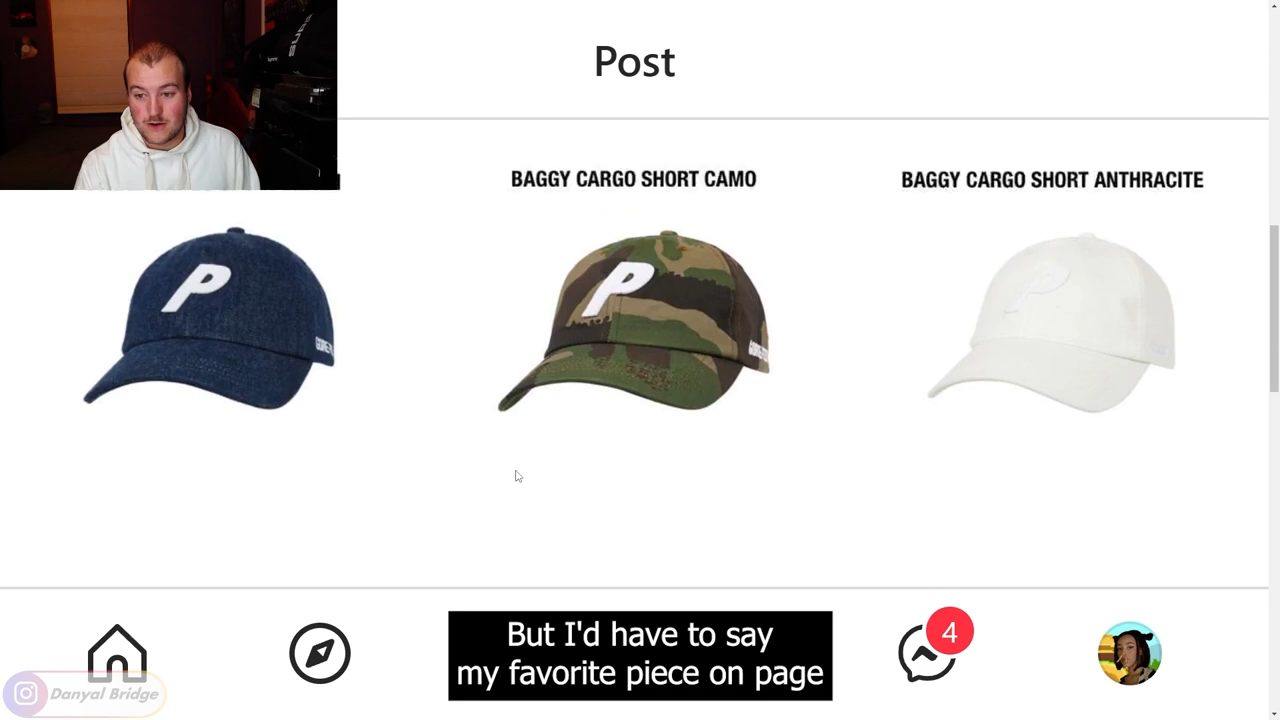 Post
BAGGY CARGO SHORT CAMO
BAGGY CARGO SHORT ANTHRACITE
P
P
P
But I'd have to say
my favorite piece on page
4
Danyal Bridge